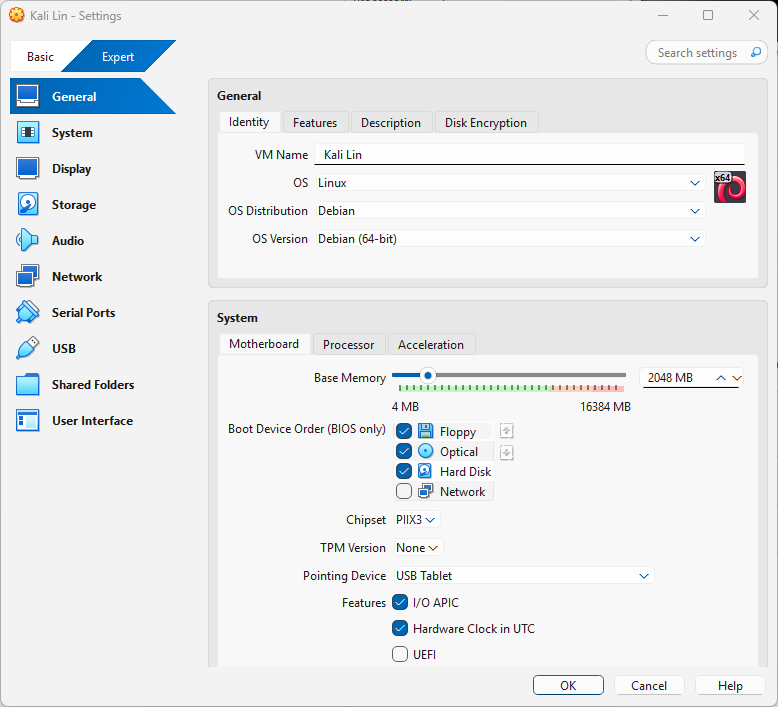 Kali Lin - Settings
Basic
Expert
Search settings
General
System
Display
Storage
Audio
Network
Serial Ports
USB
Shared Folders
User Interface
General
Identity
Features
Description
Disk Encryption
VM Name
Kali Lin
OS
Linux
x64
OS Distribution
Debian
OS Version
Debian (64-bit)
System
Motherboard
Processor
Acceleration
Base Memory
2048 MB
4 MB
16384 MB
Boot Device Order (BIOS only)
Floppy
Optical
Hard Disk
Network
Chipset
PIIX3
TPM Version
None
Pointing Device
USB Tablet
Features
I/O APIC
Hardware Clock in UTC
UEFI
OK
Cancel
Help